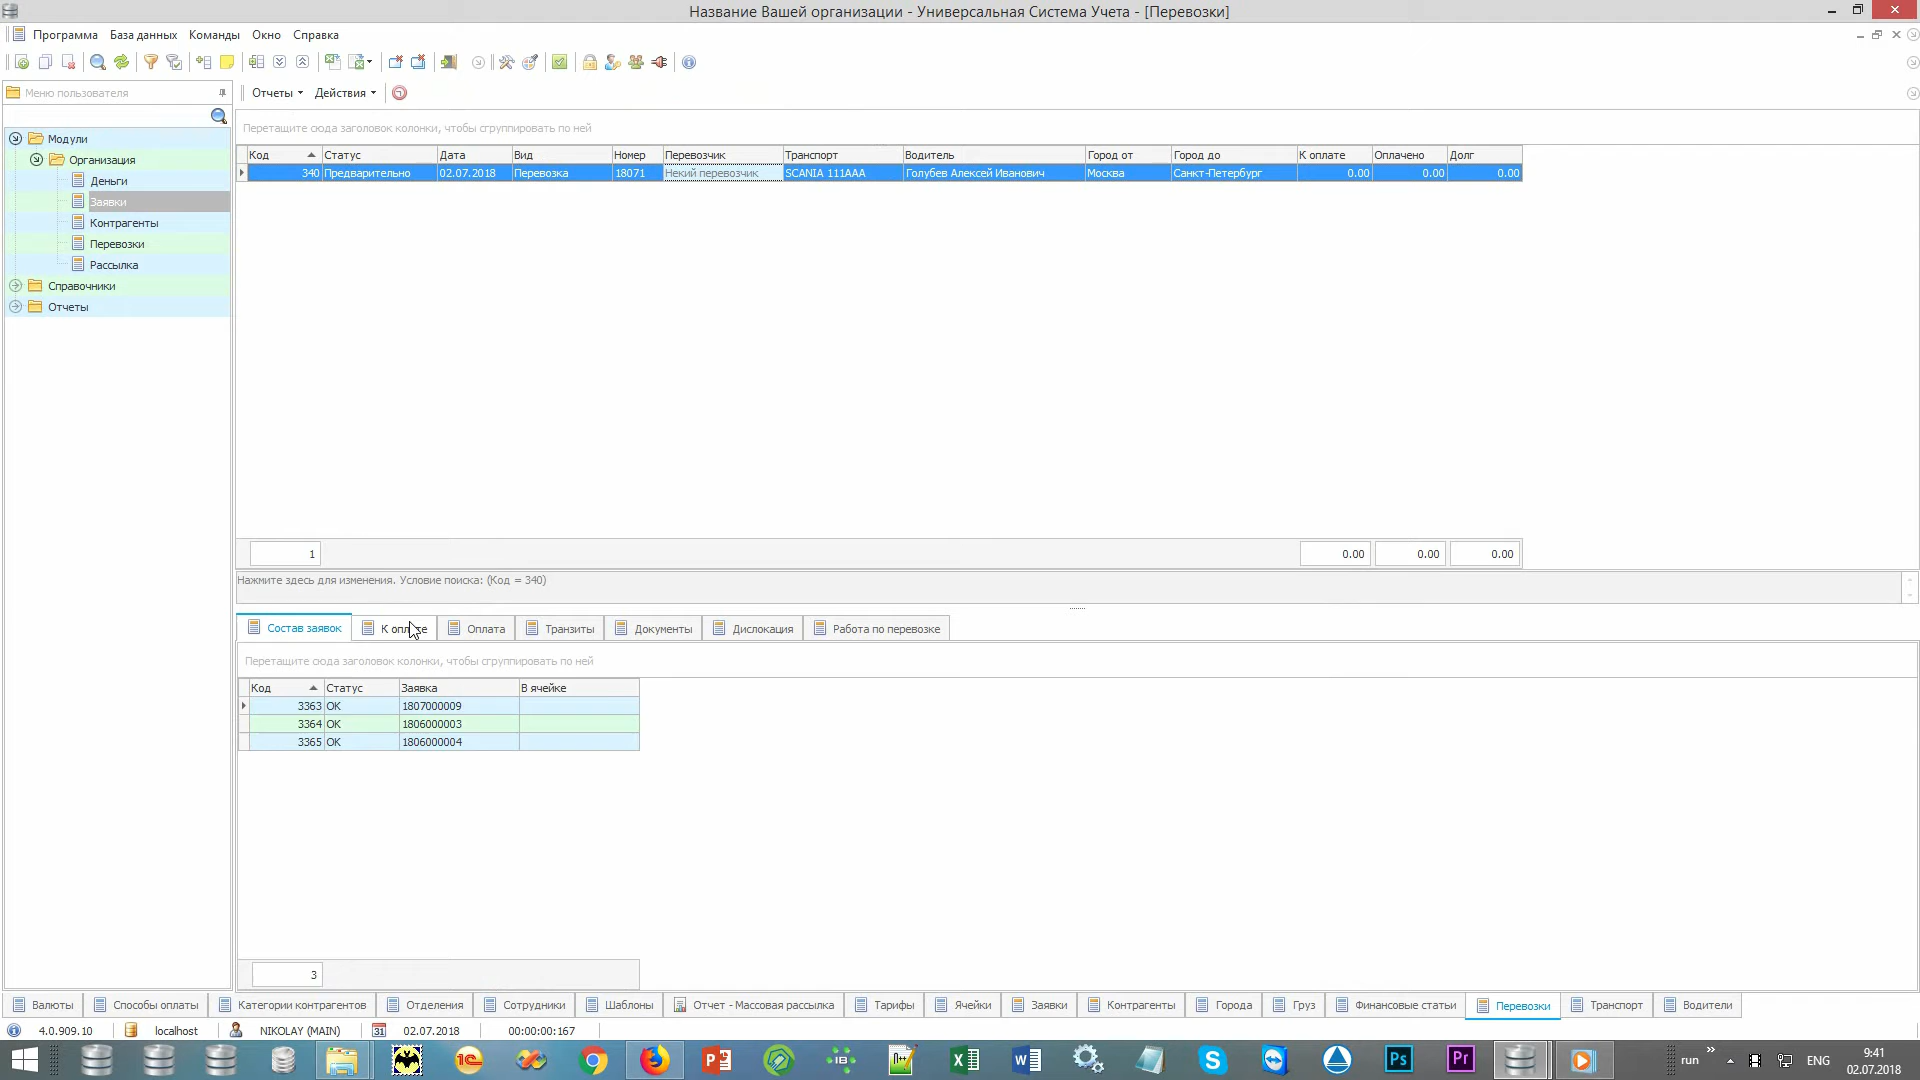 Название Вашей организации - Универсальная Система Учета - [Перевозки]
Программа База данных Команды Окно Справка
Меню пользователя
Отчеты Действия
Модули
Организация
Деньги
Заявки
Контрагенты
Перевозки
Рассылка
Справочники
Отчеты
Перетащите сюда заголовок колонки, чтобы сгруппировать по ней
Код Статус Дата Вид Номер Перевозчик Транспорт Водитель Город от Город до К оплате Оплачено Долг
340 Предварительно 02.07.2018 Перевозка 18071 Некий перевозчик SCANIA 111AAA Голубев Алексей Иванович Москва Санкт-Петербург 0.00 0.00 0.00
1 0.00 0.00 0.00
Нажмите здесь для изменения. Условие поиска: (Код = 340)
Состав заявок К оплате Оплата Транзиты Документы Дислокация Работа по перевозке
Перетащите сюда заголовок колонки, чтобы сгруппировать по ней
Код Статус Заявка В ячейке
3363 OK 1807000009
3364 OK 1806000003
3365 OK 1806000004
3
Валюты Способы оплаты Категории контрагентов Отделения Сотрудники Шаблоны Отчет - Массовая рассылка Тарифы Ячейки Заявки Контрагенты Города Груз Финансовые статьи Перевозки Транспорт Водители
4.0.909.10 localhost NIKOLAY (MAIN) 31 02.07.2018 00:00:00:167
run » ENG 9:41
02.07.2018